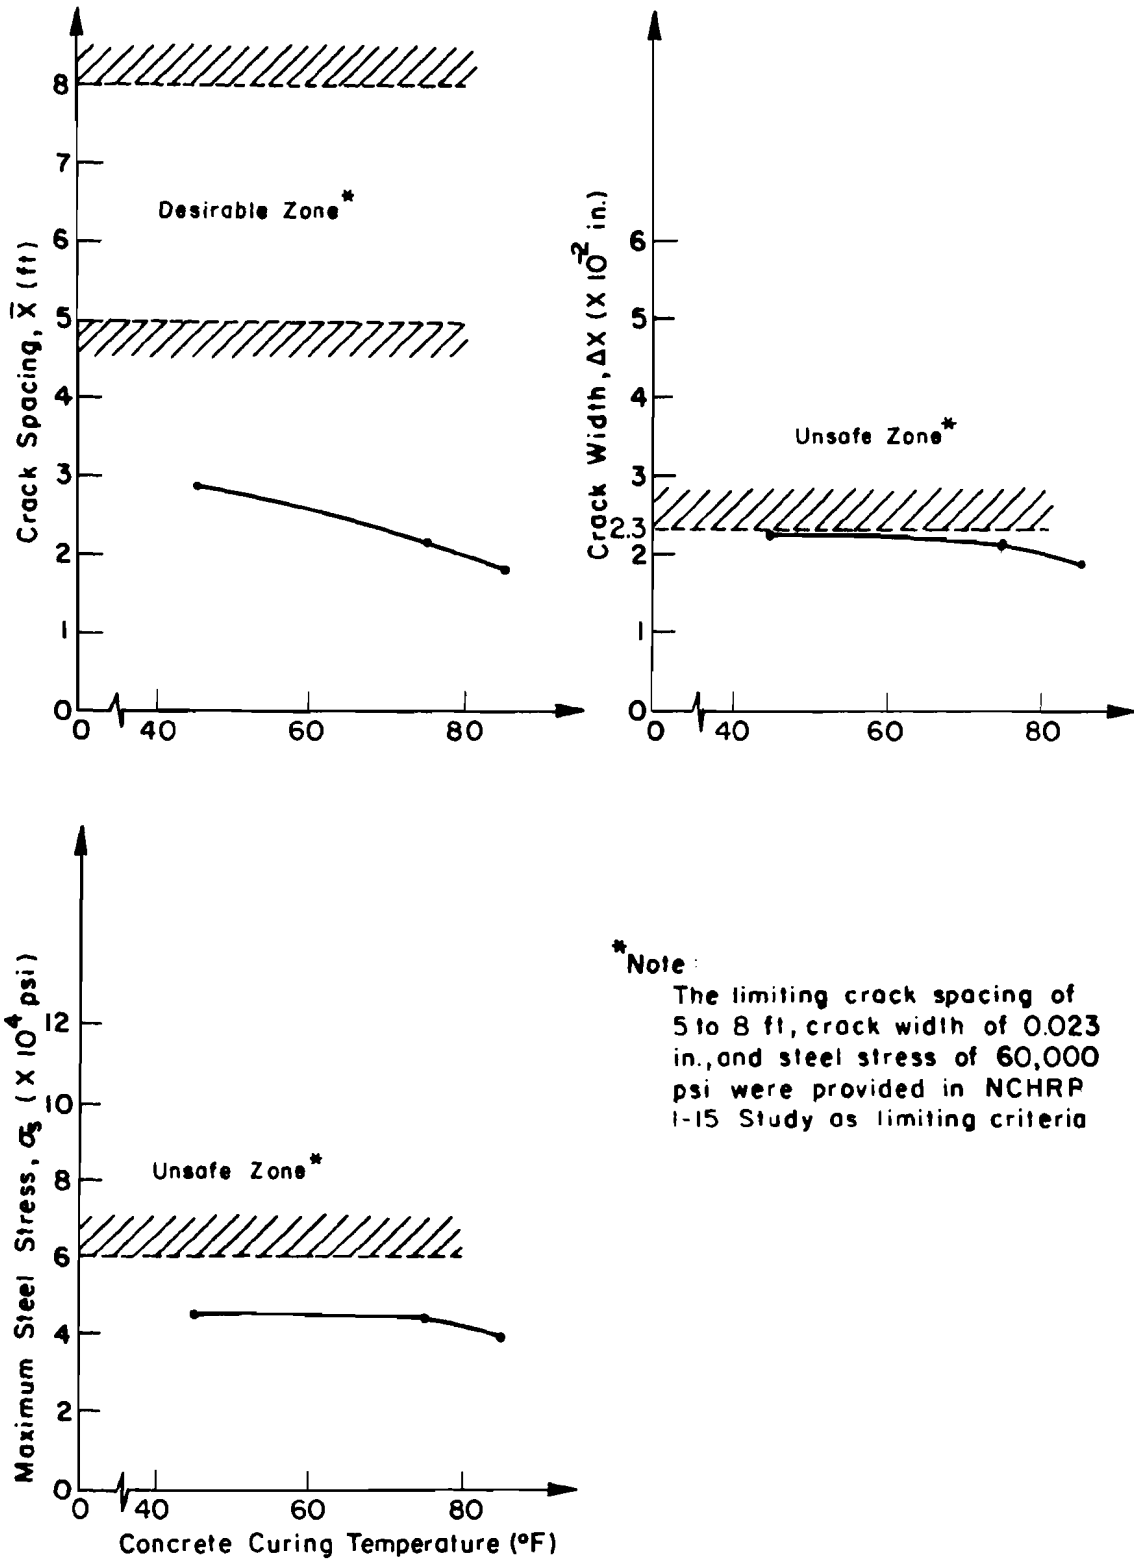 Crack Spacing, X̄ (ft)
8
7
6
5
4
3
2
1
0
Desirable Zone*
0 40 60 80
Crack Width, ΔX (X 10⁻² in.)
6
5
4
3
2.3
2
1
0
Unsafe Zone*
0 40 60 80
Maximum Steel Stress, σs (X 10⁴ psi)
12
10
8
6
4
2
0
Unsafe Zone*
0 40 60 80
Concrete Curing Temperature (°F)
*Note:
The limiting crack spacing of
5 to 8 ft, crack width of 0.023
in., and steel stress of 60,000
psi were provided in NCHRP
1-15 Study as limiting criteria